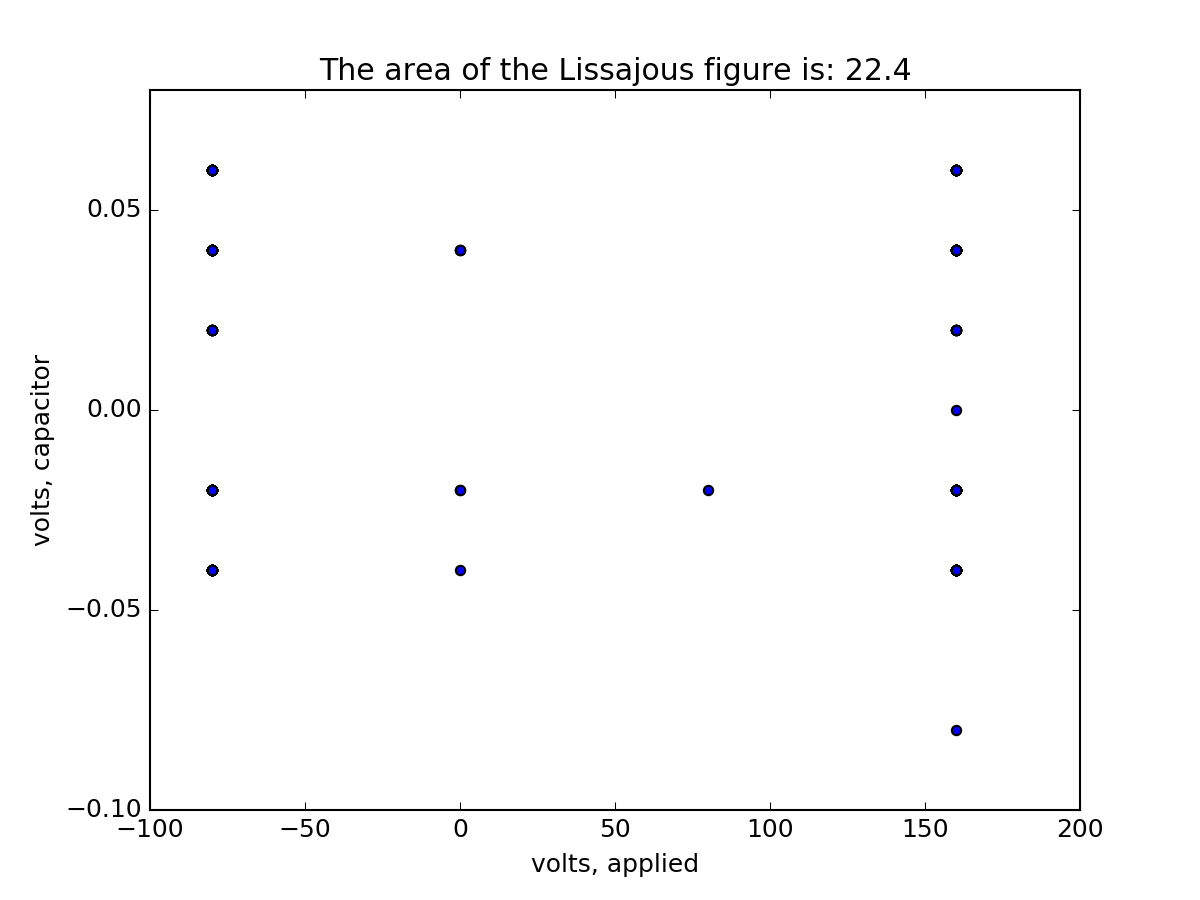 The area of the Lissajous figure is: 22.4
0.05
0.00
−0.05
−0.10
volts, capacitor
−100 −50 0 50 100 150 200
volts, applied